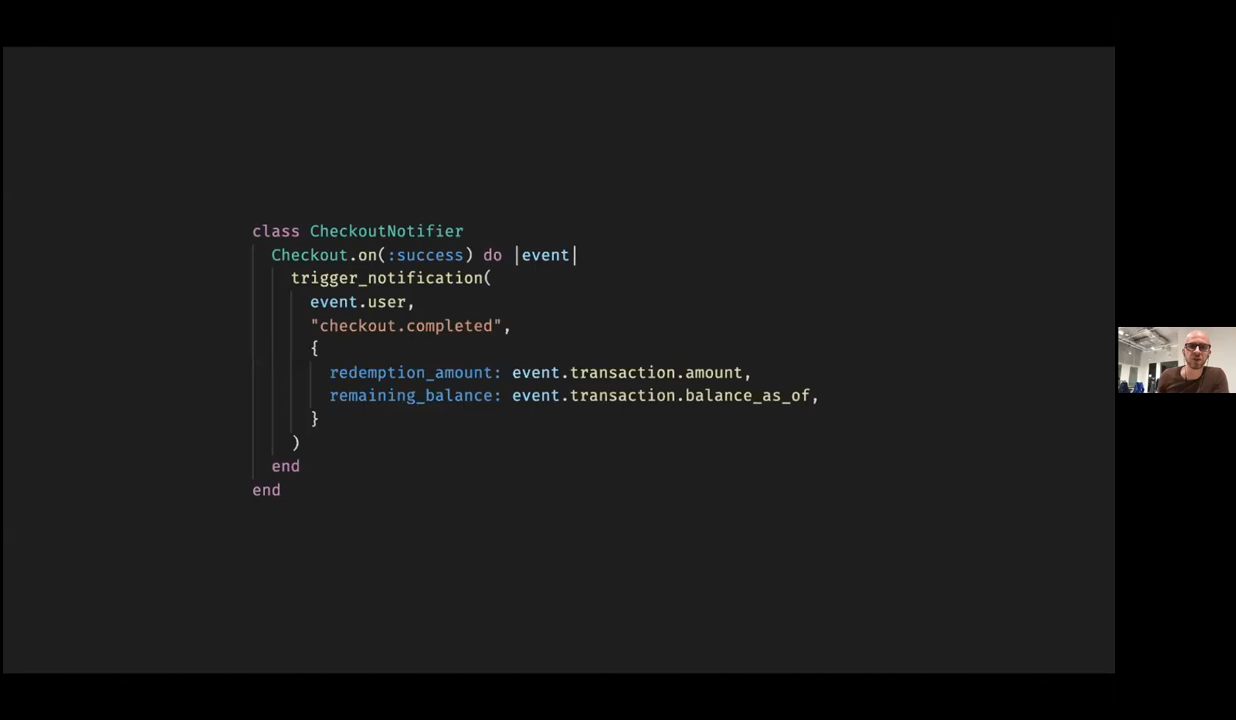 class CheckoutNotifier
Checkout.on(:success) do |event|
trigger_notification(
event.user,
"checkout.completed",
{
redemption_amount: event.transaction.amount,
remaining_balance: event.transaction.balance_as_of,
}
)
end
end